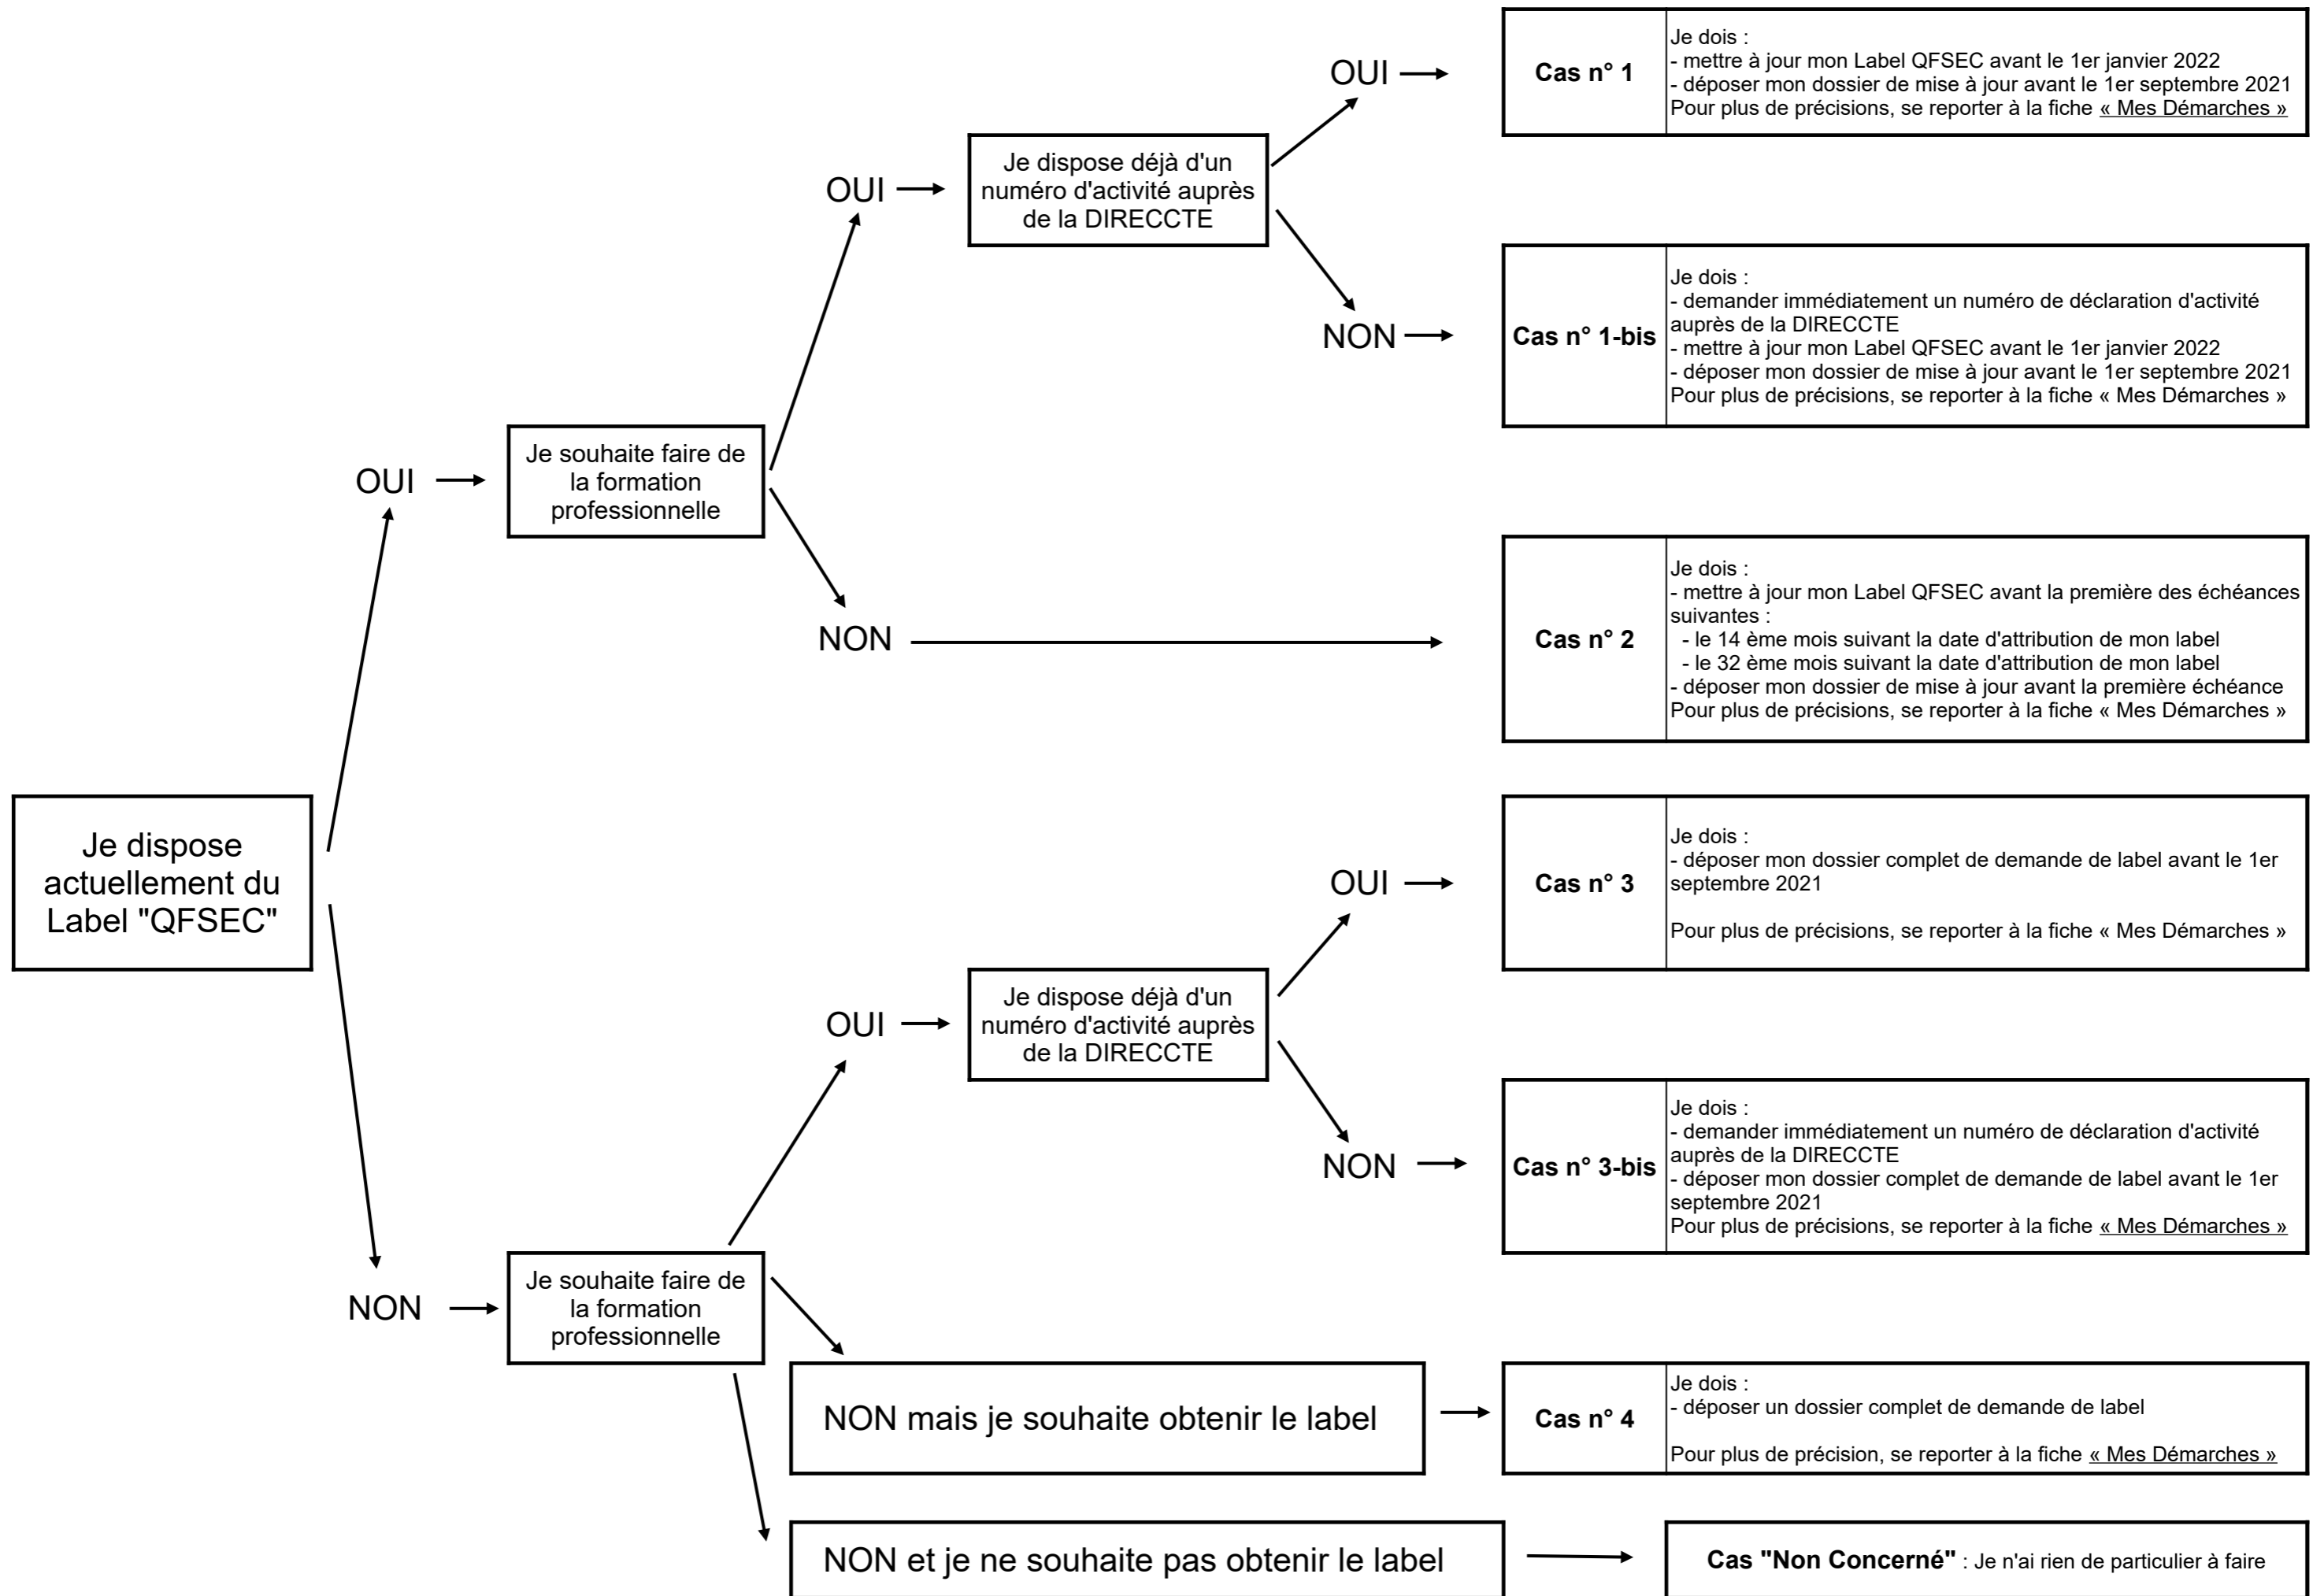 OUI
Cas n° 1
Je dois :
- mettre à jour mon Label QFSEC avant le 1er janvier 2022
- déposer mon dossier de mise à jour avant le 1er septembre 2021
Pour plus de précisions, se reporter à la fiche « Mes Démarches »
OUI
Je dispose déjà d'un
numéro d'activité auprès
de la DIRECCTE
NON
Cas n° 1-bis
Je dois :
- demander immédiatement un numéro de déclaration d'activité
auprès de la DIRECCTE
- mettre à jour mon Label QFSEC avant le 1er janvier 2022
- déposer mon dossier de mise à jour avant le 1er septembre 2021
Pour plus de précisions, se reporter à la fiche « Mes Démarches »
OUI
Je souhaite faire de
la formation
professionnelle
NON
Cas n° 2
Je dois :
- mettre à jour mon Label QFSEC avant la première des échéances
suivantes :
- le 14 ème mois suivant la date d'attribution de mon label
- le 32 ème mois suivant la date d'attribution de mon label
- déposer mon dossier de mise à jour avant la première échéance
Pour plus de précisions, se reporter à la fiche « Mes Démarches »
Je dispose
actuellement du
Label "QFSEC"
OUI
Cas n° 3
Je dois :
- déposer mon dossier complet de demande de label avant le 1er
septembre 2021
Pour plus de précisions, se reporter à la fiche « Mes Démarches »
OUI
Je dispose déjà d'un
numéro d'activité auprès
de la DIRECCTE
NON
Cas n° 3-bis
Je dois :
- demander immédiatement un numéro de déclaration d'activité
auprès de la DIRECCTE
- déposer mon dossier complet de demande de label avant le 1er
septembre 2021
Pour plus de précisions, se reporter à la fiche « Mes Démarches »
NON
Je souhaite faire de
la formation
professionnelle
NON mais je souhaite obtenir le label
Cas n° 4
Je dois :
- déposer un dossier complet de demande de label
Pour plus de précision, se reporter à la fiche « Mes Démarches »
NON et je ne souhaite pas obtenir le label
Cas "Non Concerné" : Je n'ai rien de particulier à faire